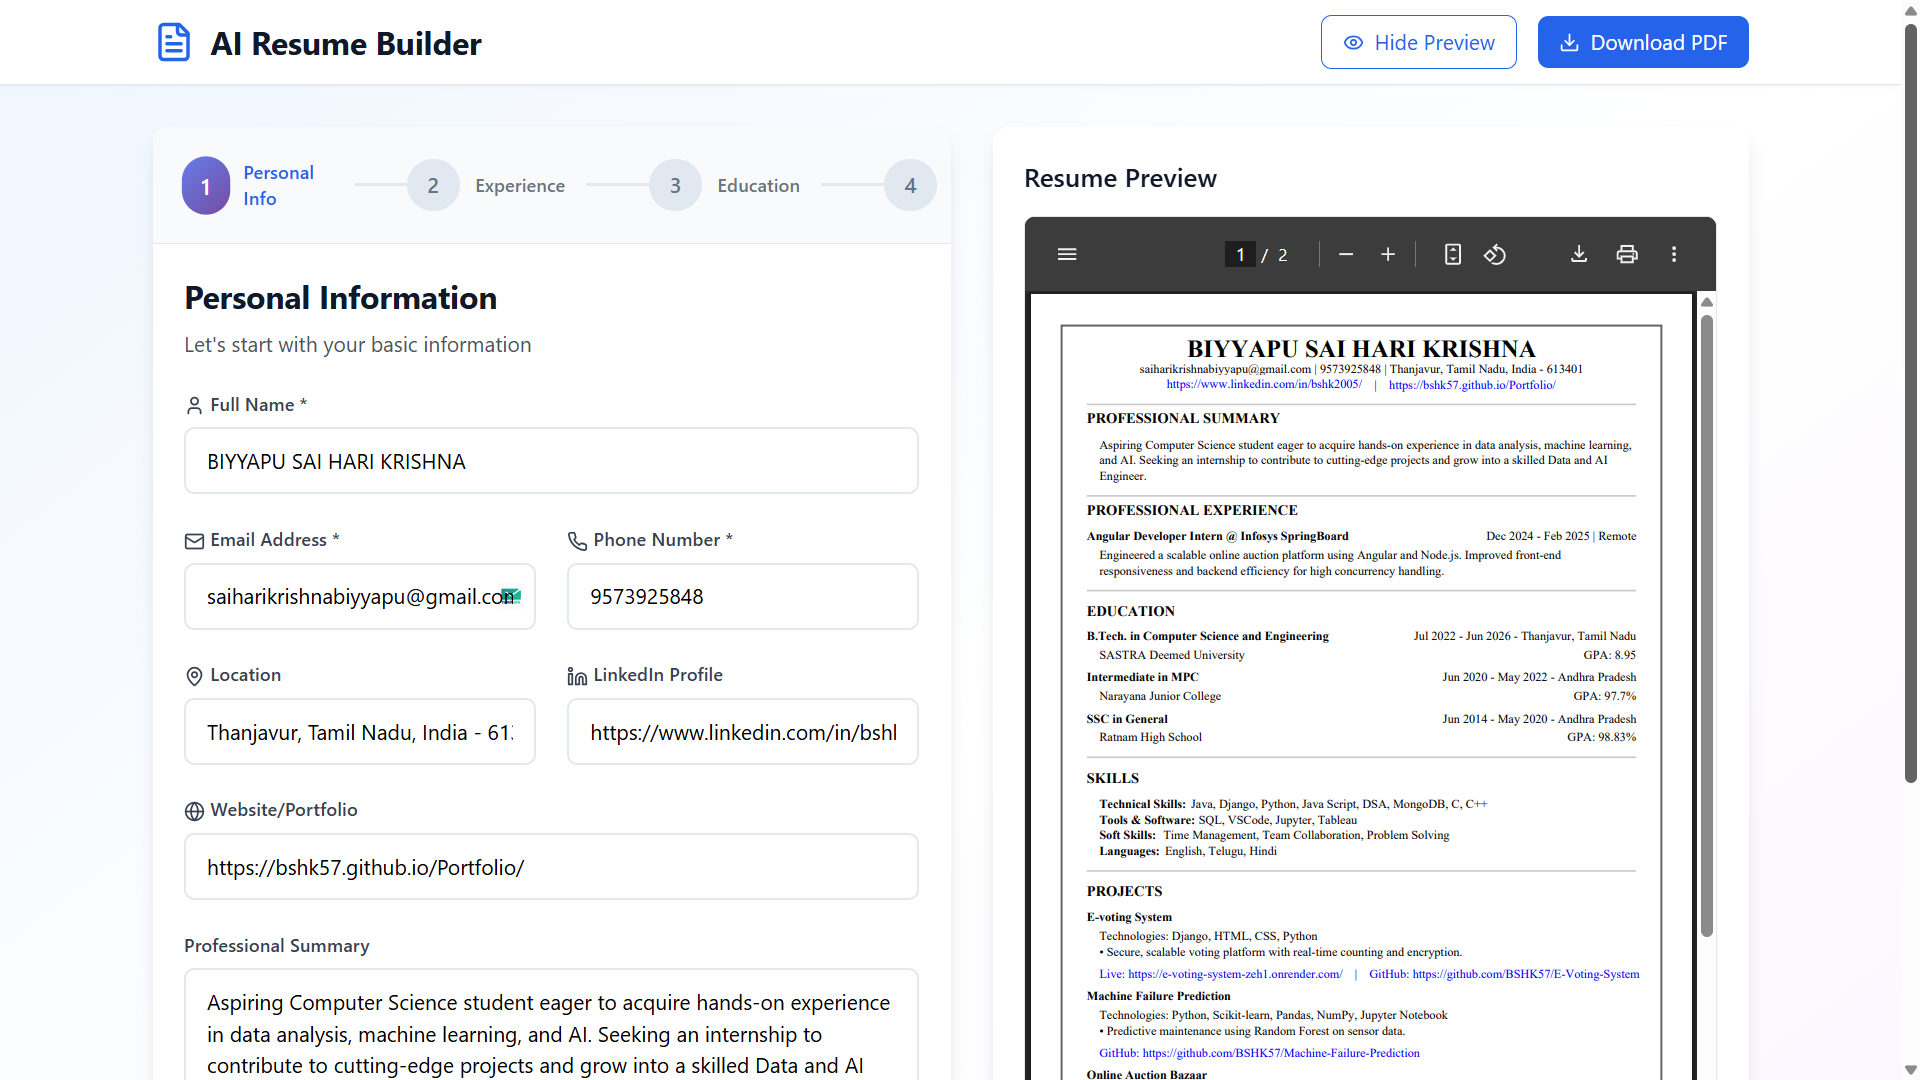 AI Resume Builder
Hide Preview
Download PDF
1
Personal
Info
2
Experience
3
Education
4
Personal Information
Let's start with your basic information
Full Name *
BIYYAPU SAI HARI KRISHNA
Email Address *
Phone Number *
saiharikrishnabiyyapu@gmail.com
9573925848
Location
LinkedIn Profile
Thanjavur, Tamil Nadu, India - 61
https://www.linkedin.com/in/bshl
Website/Portfolio
https://bshk57.github.io/Portfolio/
Professional Summary
Aspiring Computer Science student eager to acquire hands-on experience
in data analysis, machine learning, and AI. Seeking an internship to
contribute to cutting-edge projects and grow into a skilled Data and AI
Resume Preview
1 / 2
BIYYAPU SAI HARI KRISHNA
saiharikrishnabiyyapu@gmail.com | 9573925848 | Thanjavur, Tamil Nadu, India - 613401
https://www.linkedin.com/in/bshk2005/ | https://bshk57.github.io/Portfolio/
PROFESSIONAL SUMMARY
Aspiring Computer Science student eager to acquire hands-on experience in data analysis, machine learning,
and AI. Seeking an internship to contribute to cutting-edge projects and grow into a skilled Data and AI
Engineer.
PROFESSIONAL EXPERIENCE
Angular Developer Intern @ Infosys SpringBoard Dec 2024 - Feb 2025 | Remote
Engineered a scalable online auction platform using Angular and Node.js. Improved front-end
responsiveness and backend efficiency for high concurrency handling.
EDUCATION
B.Tech. in Computer Science and Engineering Jul 2022 - Jun 2026 - Thanjavur, Tamil Nadu
SASTRA Deemed University GPA: 8.95
Intermediate in MPC Jun 2020 - May 2022 - Andhra Pradesh
Narayana Junior College GPA: 97.7%
SSC in General Jun 2014 - May 2020 - Andhra Pradesh
Ratnam High School GPA: 98.83%
SKILLS
Technical Skills: Java, Django, Python, Java Script, DSA, MongoDB, C, C++
Tools & Software: SQL, VSCode, Jupyter, Tableau
Soft Skills: Time Management, Team Collaboration, Problem Solving
Languages: English, Telugu, Hindi
PROJECTS
E-voting System
Technologies: Django, HTML, CSS, Python
• Secure, scalable voting platform with real-time counting and encryption.
Live: https://e-voting-system-zeh1.onrender.com/ | GitHub: https://github.com/BSHK57/E-Voting-System
Machine Failure Prediction
Technologies: Python, Scikit-learn, Pandas, NumPy, Jupyter Notebook
• Predictive maintenance using Random Forest on sensor data.
GitHub: https://github.com/BSHK57/Machine-Failure-Prediction
Online Auction Bazaar